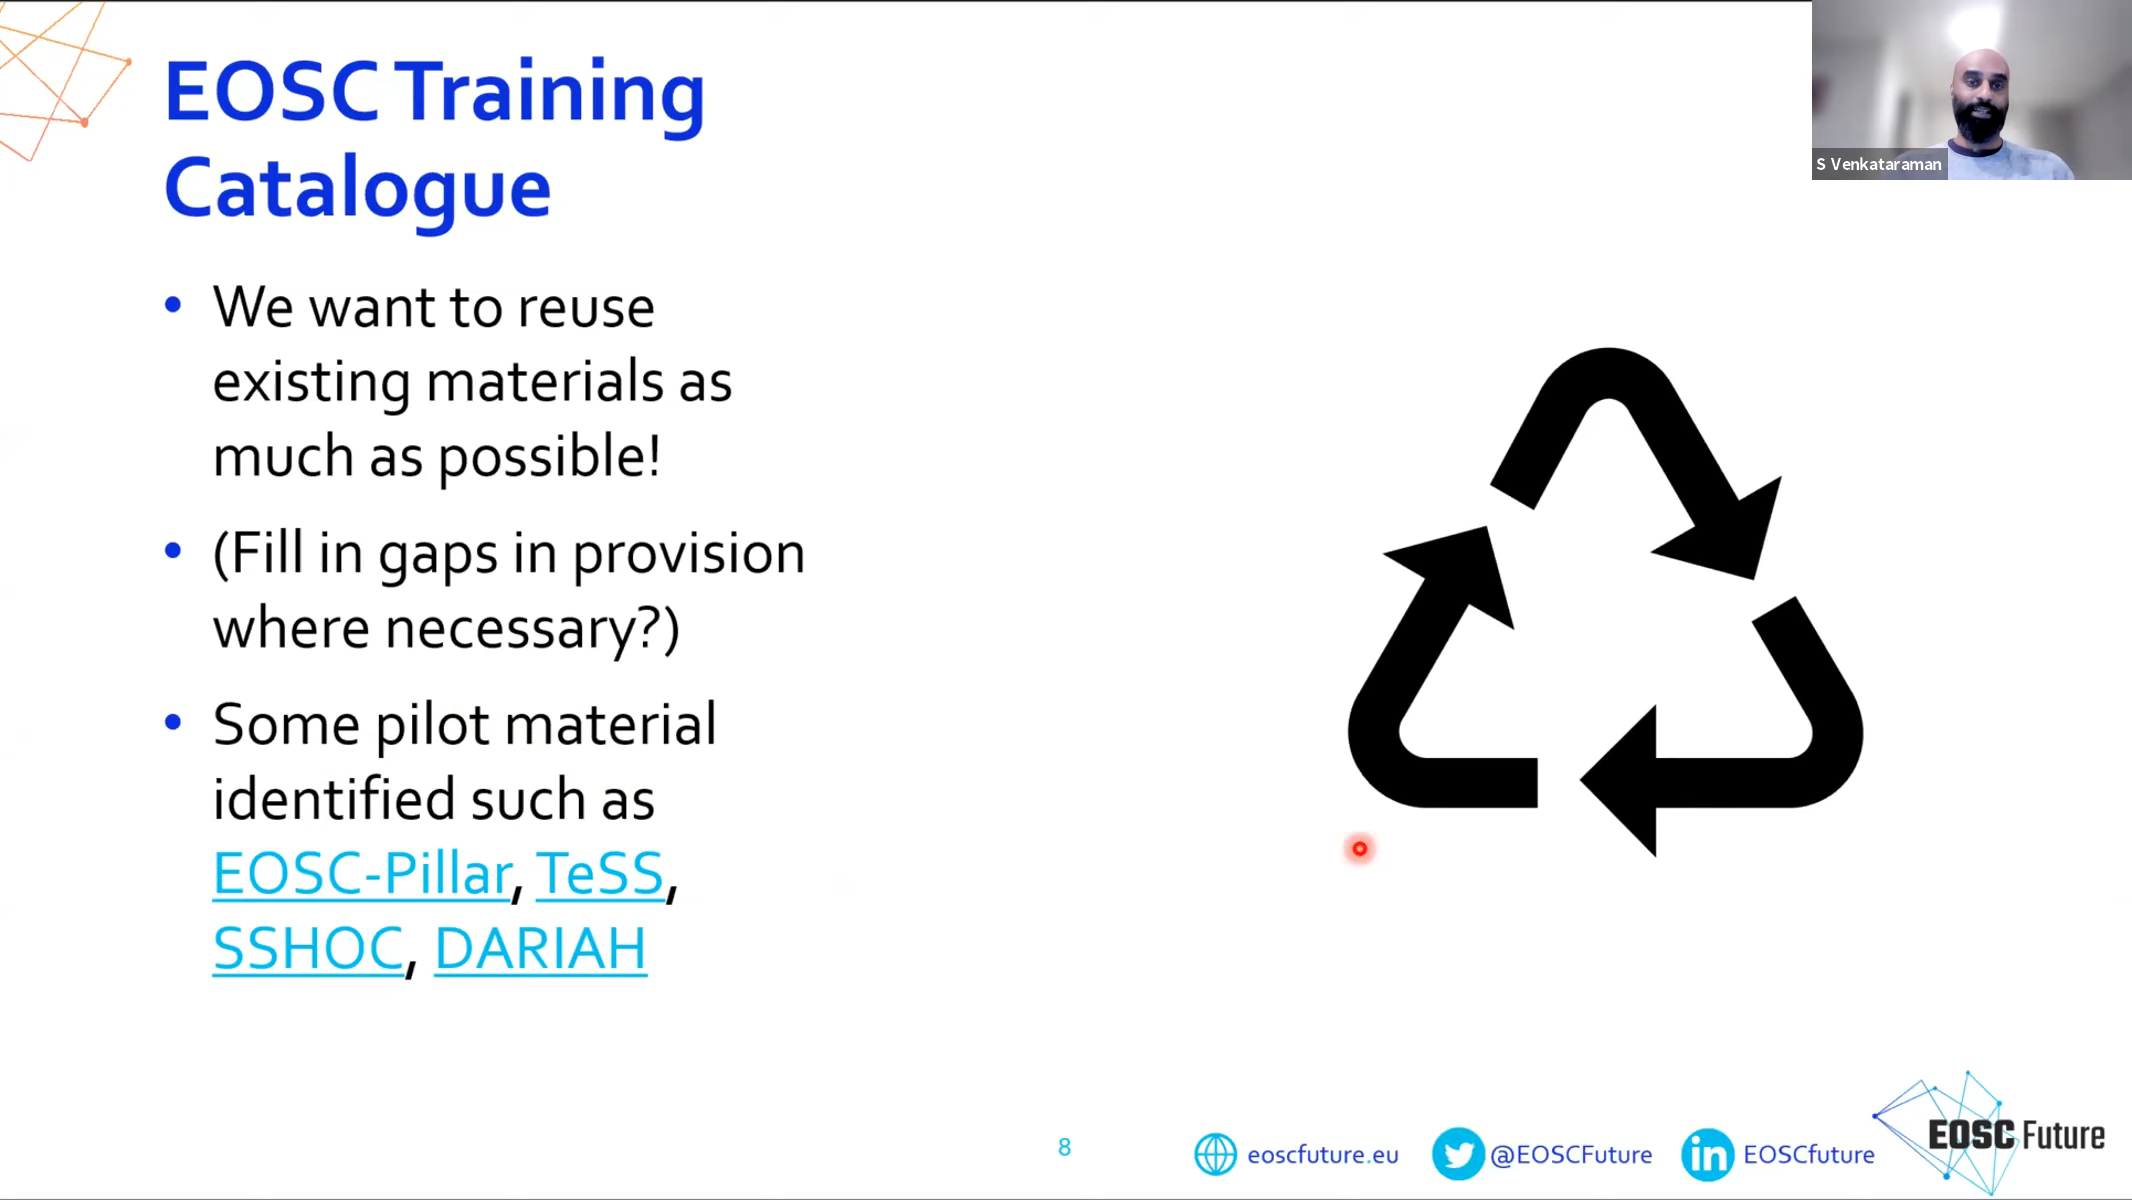 EOSC Training
Catalogue
S Venkataraman
• We want to reuse
existing materials as
much as possible!
• (Fill in gaps in provision
where necessary?)
• Some pilot material
identified such as
EOSC-Pillar, TeSS,
SSHOC, DARIAH
8
eoscfuture.eu
@EOSCFuture
in
EOSCfuture
EOSC Future